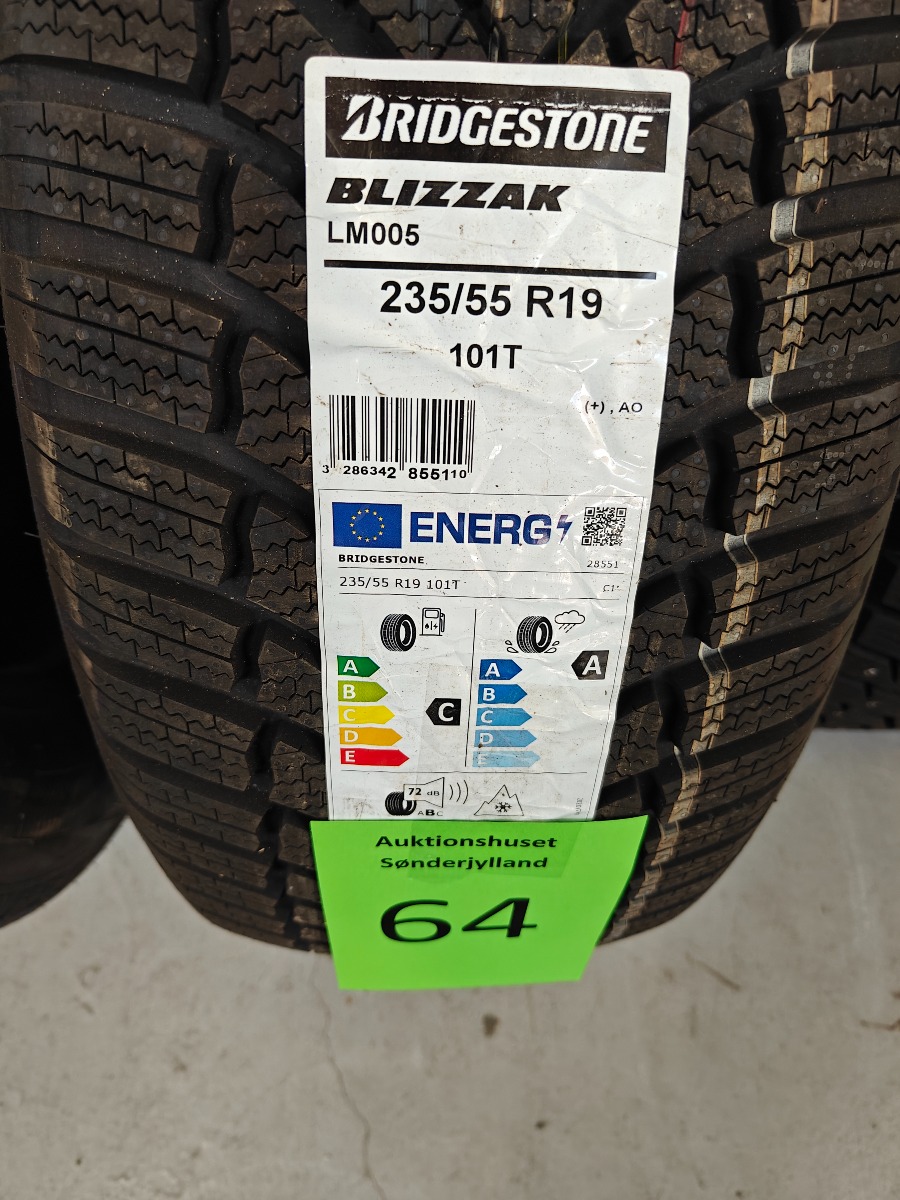 BRIDGESTONE
BLIZZAK
LM005
235/55 R19
101T
(+) , AO
3 286342 855110
ENERG
BRIDGESTONE
28551
235/55 R19 101T
C1
A
B
C
D
E
C
A
B
C
D
E
A
72 dB
ABC
Auktionshuset
Sønderjylland
64